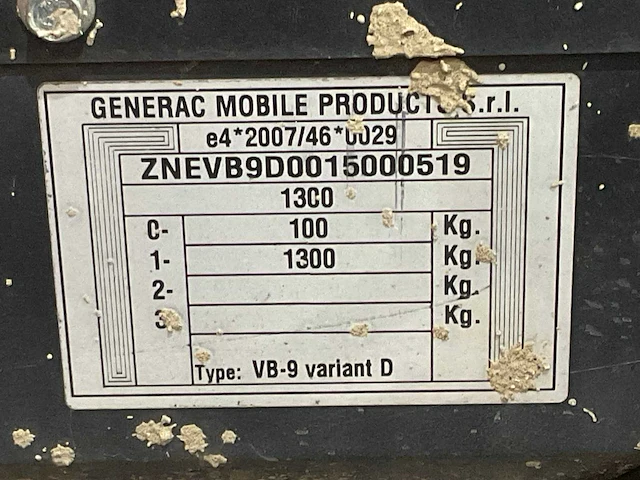 GENERAC MOBILE PRODUCTS S.r.l.
e4*2007/46*0029
ZNEVB9D0015000519
1300
0- 100 Kg.
1- 1300 Kg.
2- Kg.
3- Kg.
Type: VB-9 variant D